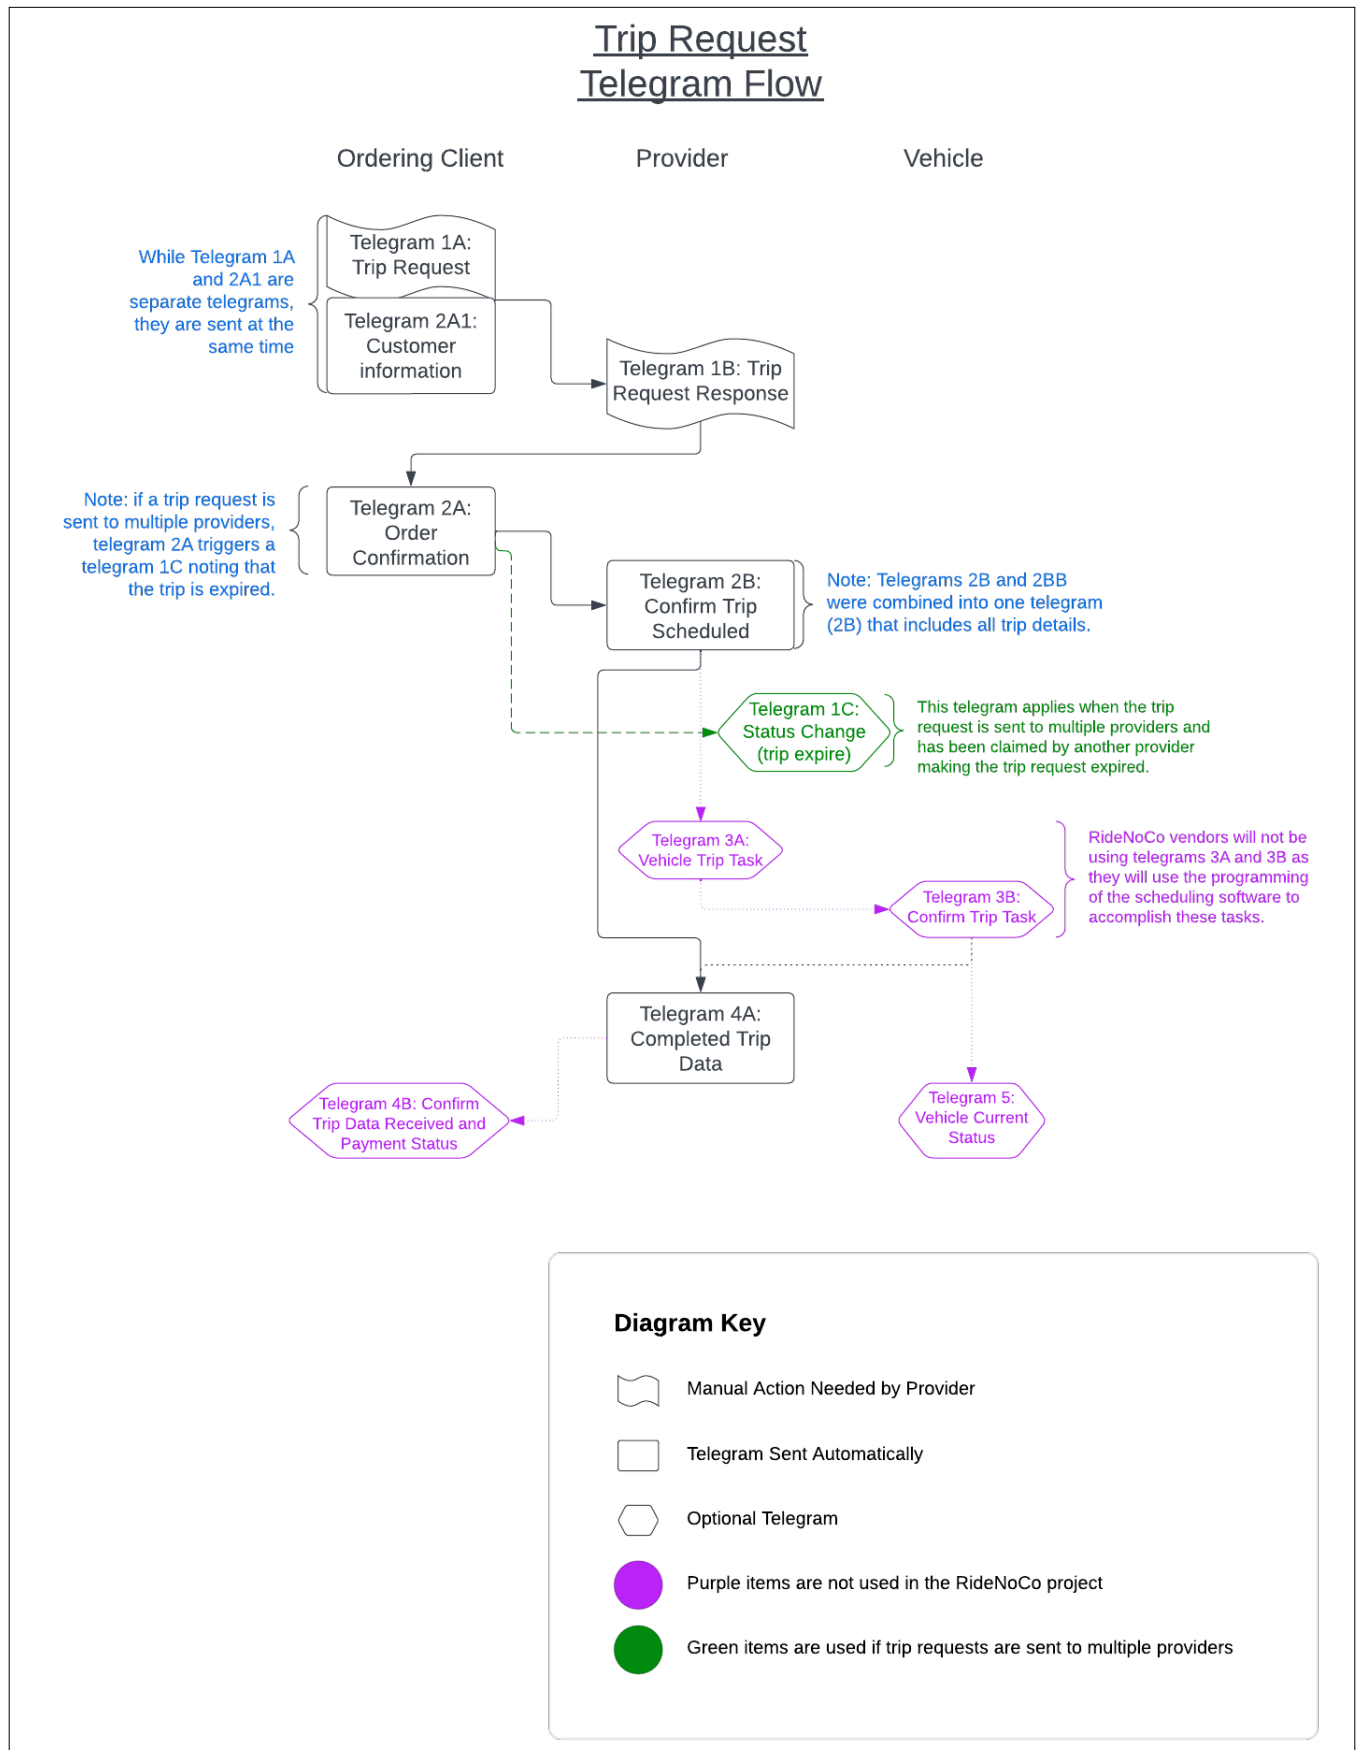 Trip Request
Telegram Flow
Ordering Client
Provider
Vehicle
While Telegram 1A
and 2A1 are
separate telegrams,
they are sent at the
same time
Telegram 1A:
Trip Request
Telegram 2A1:
Customer
information
Telegram 1B: Trip
Request Response
Note: if a trip request is
sent to multiple providers,
telegram 2A triggers a
telegram 1C noting that
the trip is expired.
Telegram 2A:
Order
Confirmation
Telegram 2B:
Confirm Trip
Scheduled
Note: Telegrams 2B and 2BB
were combined into one telegram
(2B) that includes all trip details.
Telegram 1C:
Status Change
(trip expire)
This telegram applies when the trip
request is sent to multiple providers and
has been claimed by another provider
making the trip request expired.
Telegram 3A:
Vehicle Trip Task
Telegram 3B:
Confirm Trip Task
RideNoCo vendors will not be
using telegrams 3A and 3B as
they will use the programming
of the scheduling software to
accomplish these tasks.
Telegram 4A:
Completed Trip
Data
Telegram 4B: Confirm
Trip Data Received and
Payment Status
Telegram 5:
Vehicle Current
Status
Diagram Key
Manual Action Needed by Provider
Telegram Sent Automatically
Optional Telegram
Purple items are not used in the RideNoCo project
Green items are used if trip requests are sent to multiple providers